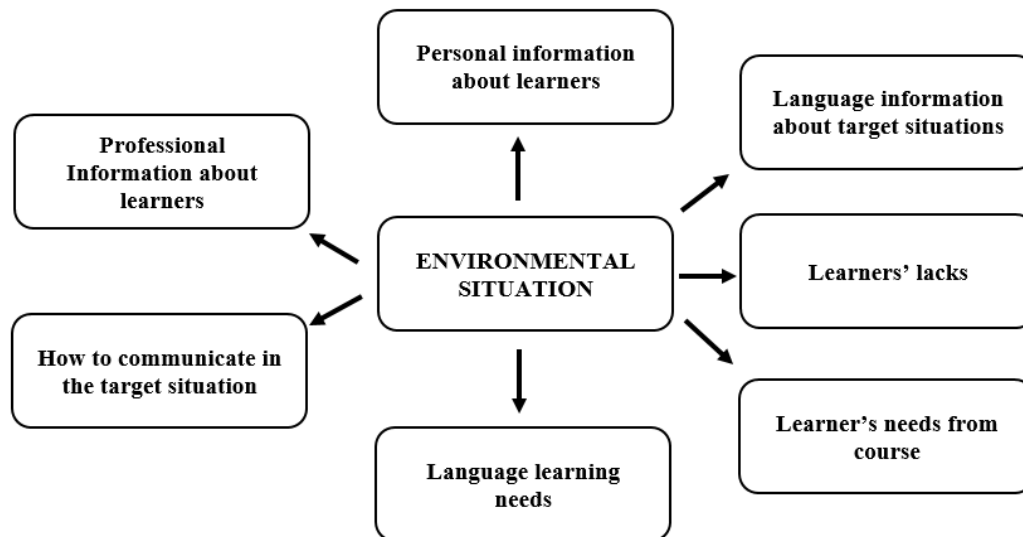 Personal information
about learners
Language information
about target situations
Professional
Information about
learners
ENVIRONMENTAL
SITUATION
Learners’ lacks
How to communicate in
the target situation
Learner’s needs from
course
Language learning
needs